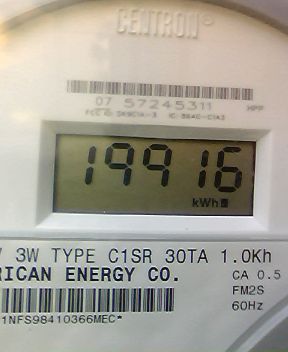 CENTRON
07 57245311
19916
kWh
3W TYPE C1SR 30TA 1.0Kh
RICAN ENERGY CO.
CA 0.5
FM2S
60Hz
1NFS98410366MEC*